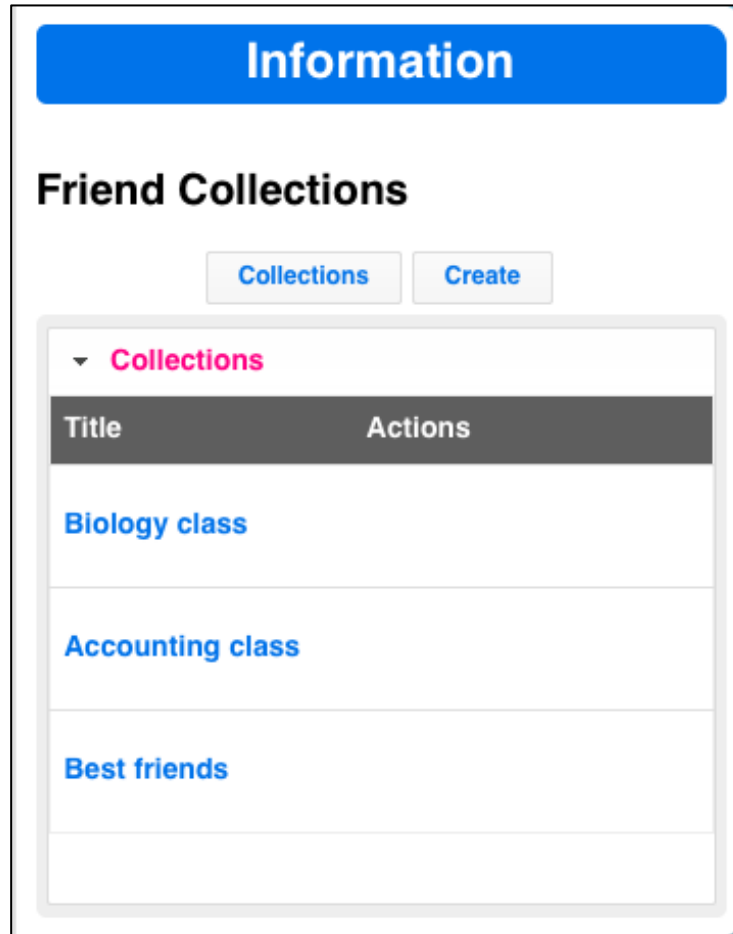 Information
Friend Collections
Collections Create
Collections
Title Actions
Biology class
Accounting class
Best friends